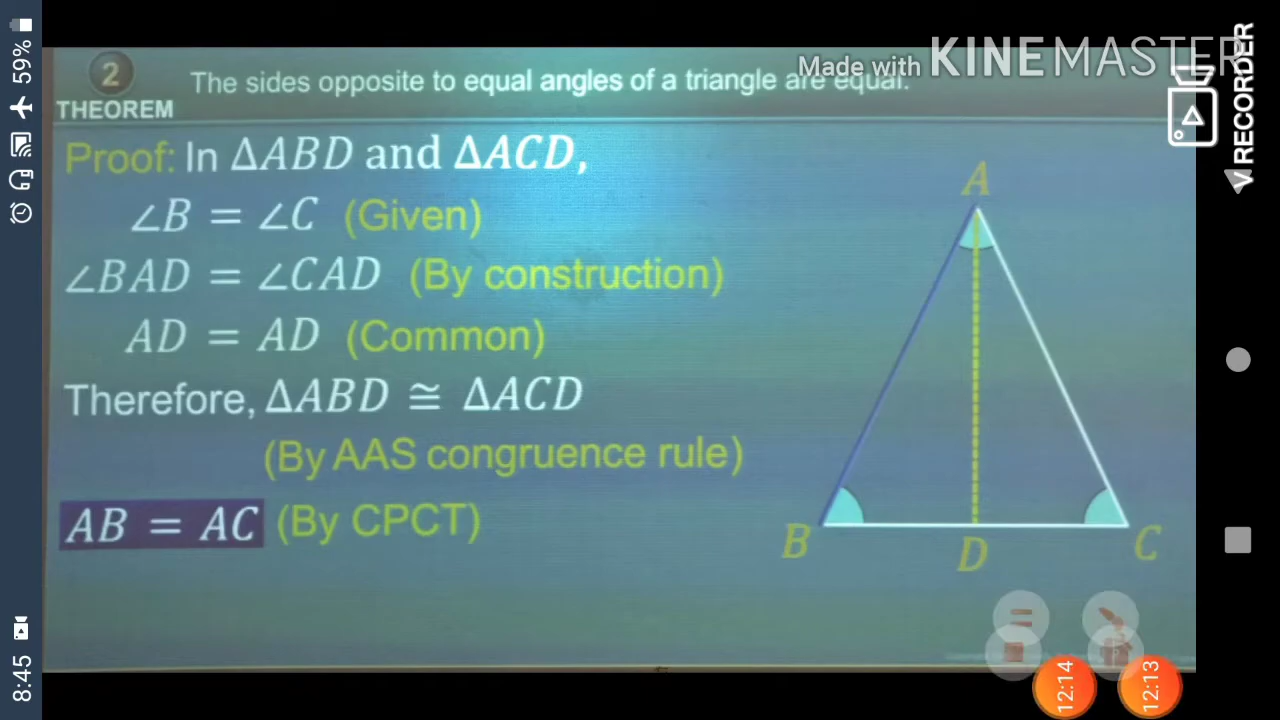 59%
8:45
Made with KINEMASTER
V RECORDER
2
THEOREM
The sides opposite to equal angles of a triangle are equal.
Proof: In ΔABD and ΔACD,
∠B = ∠C (Given)
∠BAD = ∠CAD (By construction)
AD = AD (Common)
Therefore, ΔABD ≅ ΔACD
(By AAS congruence rule)
AB = AC (By CPCT)
A
B
D
C
12:14
12:13